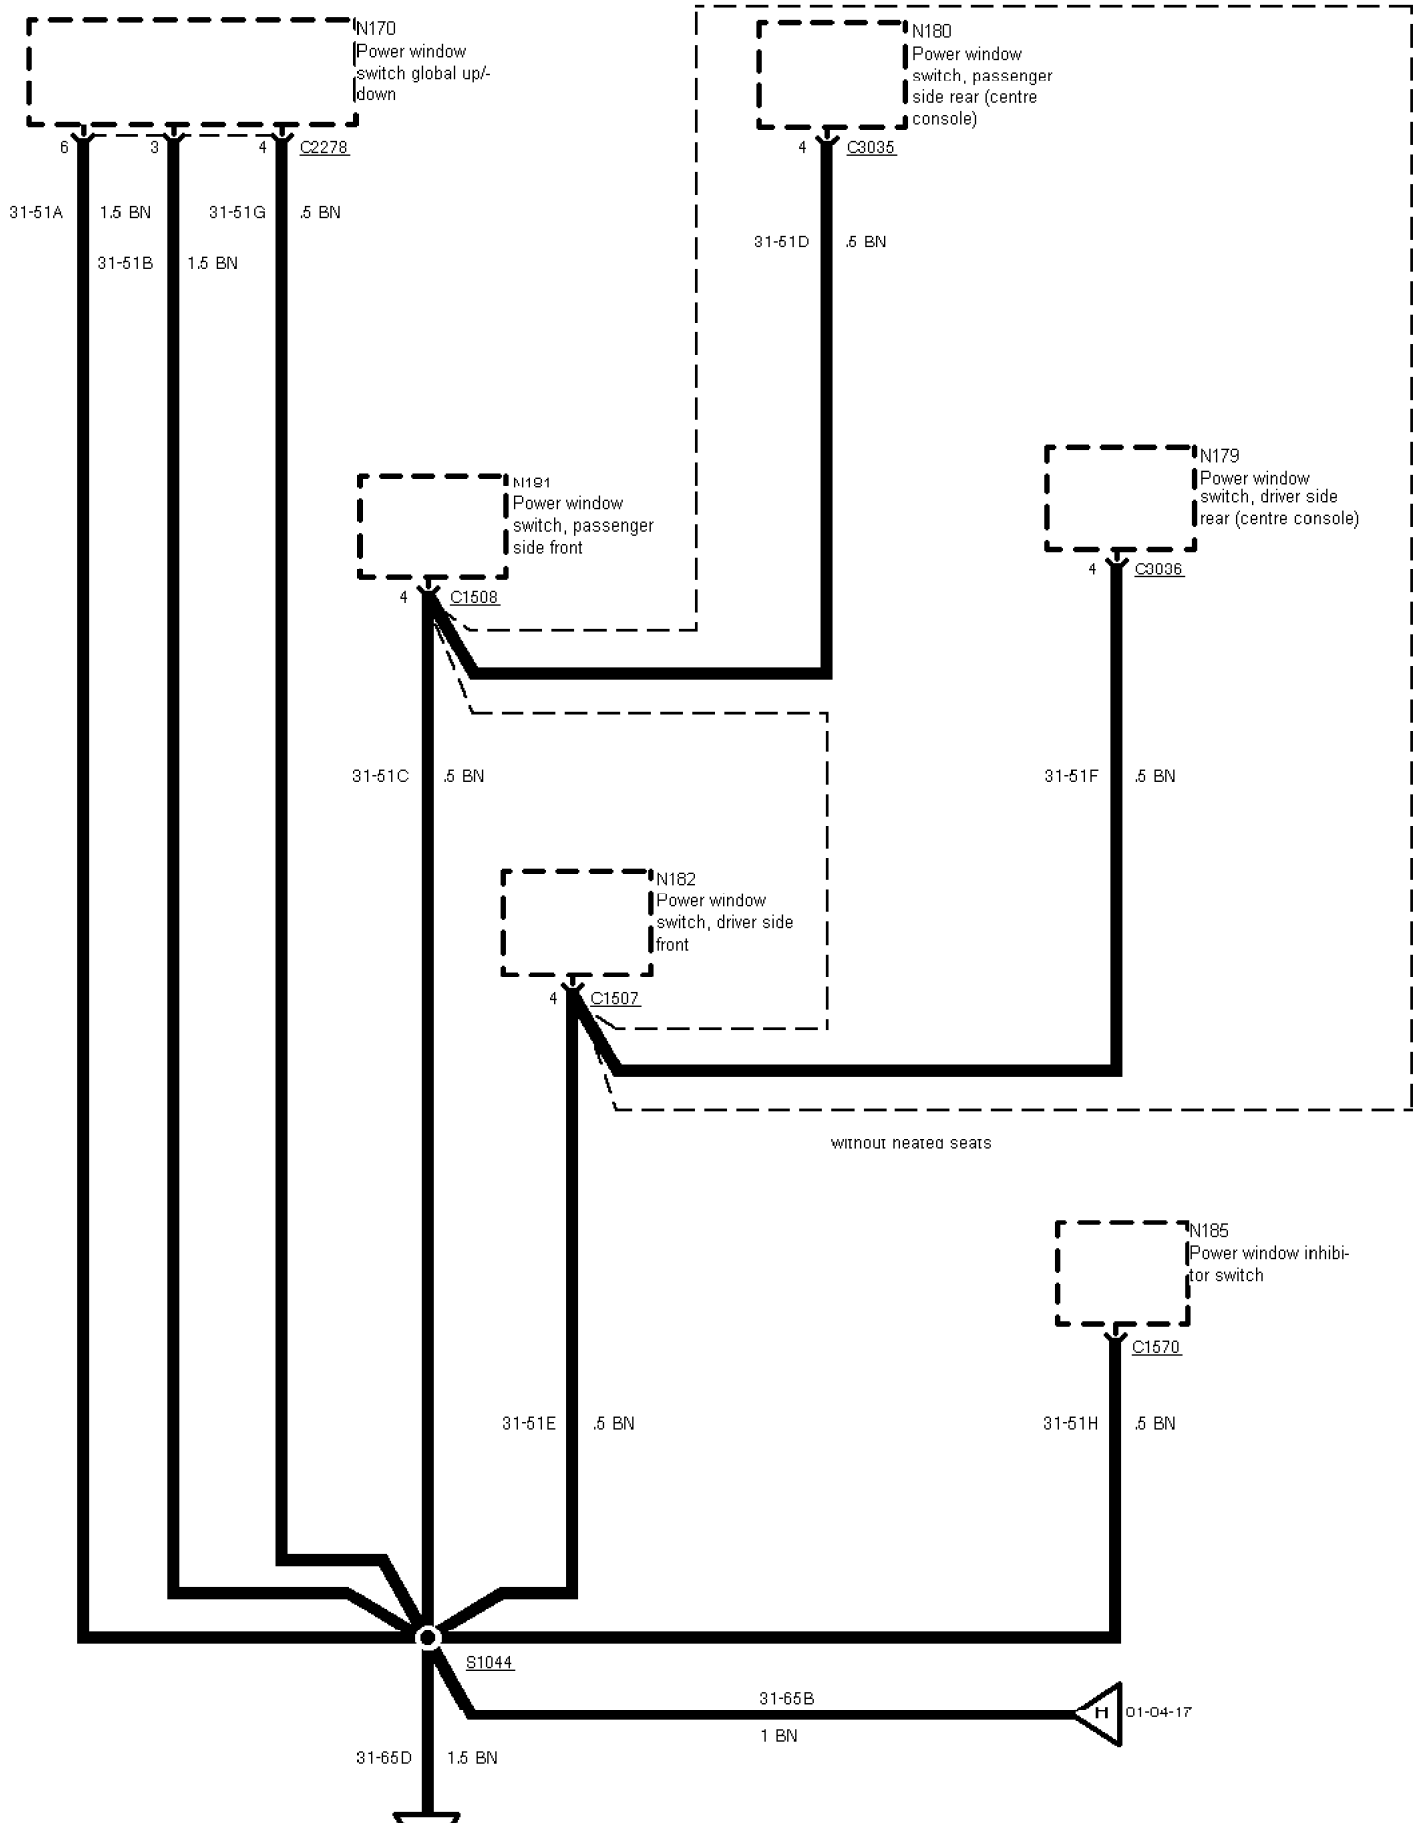 N170
Power window
switch global up/-
down
6
3
4
C2278
31-51A
1.5 BN
31-51G
.5 BN
31-51B
1.5 BN
N180
Power window
switch, passenger
side rear (centre
console)
4
C3035
31-51D
.5 BN
N181
Power window
switch, passenger
side front
4
C1508
N179
Power window
switch, driver side
rear (centre console)
4
C3036
31-51C
.5 BN
31-51F
.5 BN
N182
Power window
switch, driver side
front
4
C1507
without heated seats
N185
Power window inhibi-
tor switch
C1570
31-51E
.5 BN
31-51H
.5 BN
S1044
31-65B
1 BN
H
01-04-17
31-65D
1.5 BN